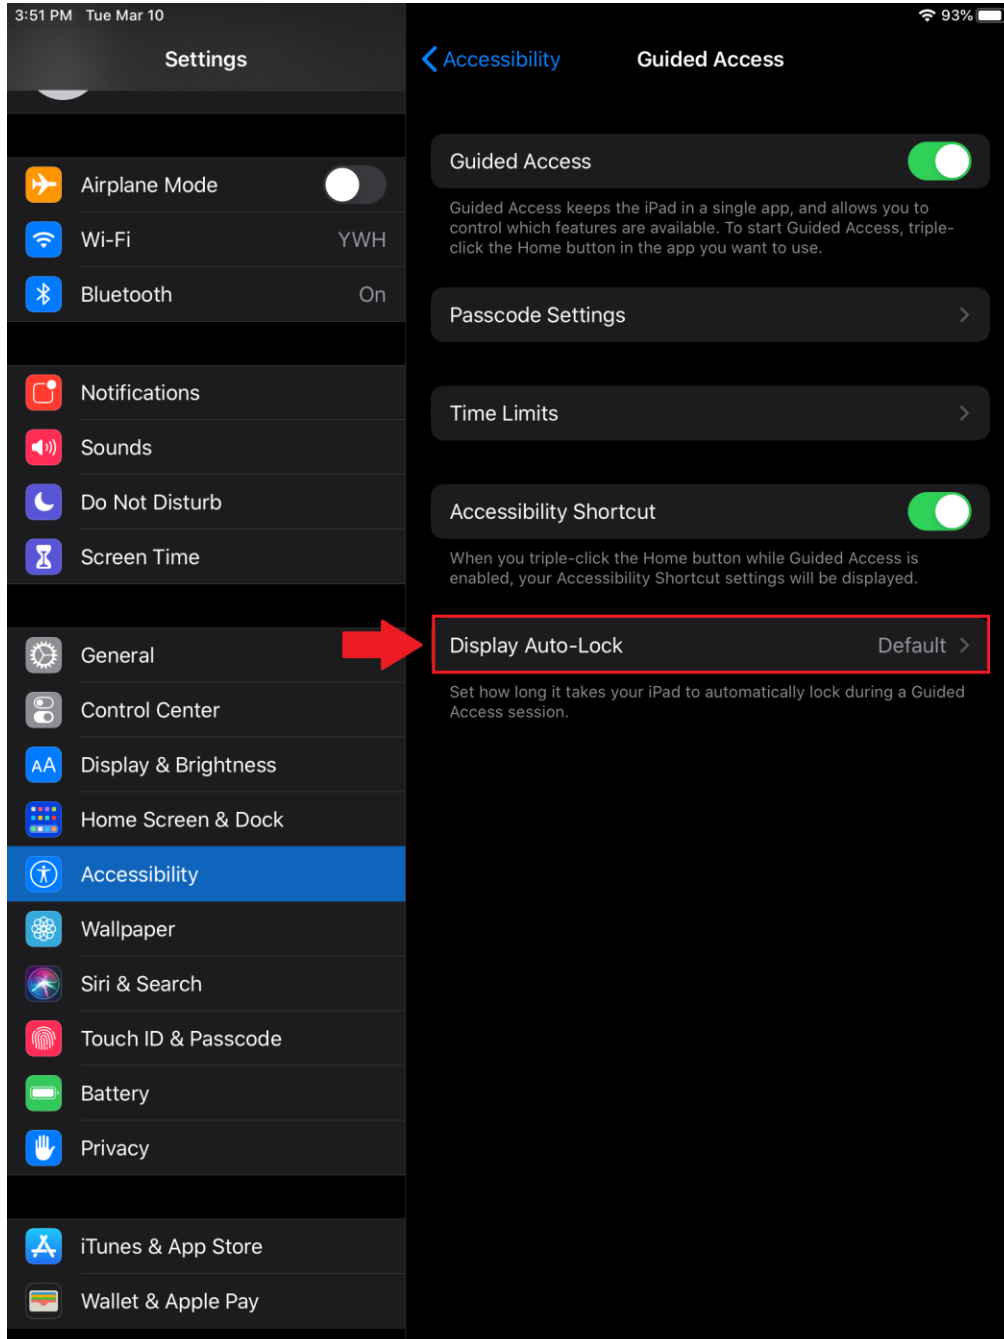 3:51 PM Tue Mar 10
93%
Settings
Airplane Mode
Wi-Fi YWH
Bluetooth On
Notifications
Sounds
Do Not Disturb
Screen Time
General
Control Center
AA Display & Brightness
Home Screen & Dock
Accessibility
Wallpaper
Siri & Search
Touch ID & Passcode
Battery
Privacy
iTunes & App Store
Wallet & Apple Pay
Accessibility Guided Access
Guided Access
Guided Access keeps the iPad in a single app, and allows you to
control which features are available. To start Guided Access, triple-
click the Home button in the app you want to use.
Passcode Settings
Time Limits
Accessibility Shortcut
When you triple-click the Home button while Guided Access is
enabled, your Accessibility Shortcut settings will be displayed.
Display Auto-Lock Default
Set how long it takes your iPad to automatically lock during a Guided
Access session.